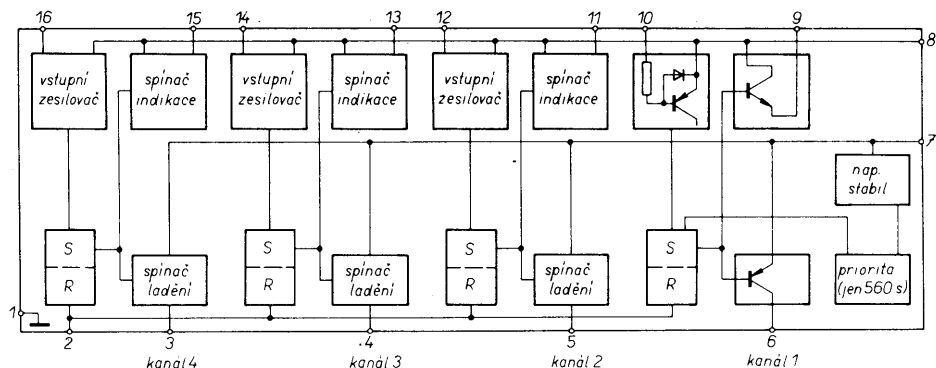 16 15 14 13 12 11 10 9
8
vstupní zesilovač
spínač indikace
vstupní zesilovač
spínač indikace
vstupní zesilovač
spínač indikace
7
nap. stabil
S
R
spínač ladění
S
R
spínač ladění
S
R
spínač ladění
S
R
priorita (jen 560 s)
1
2 3 4 5 6
kanál 4 kanál 3 kanál 2 kanál 1